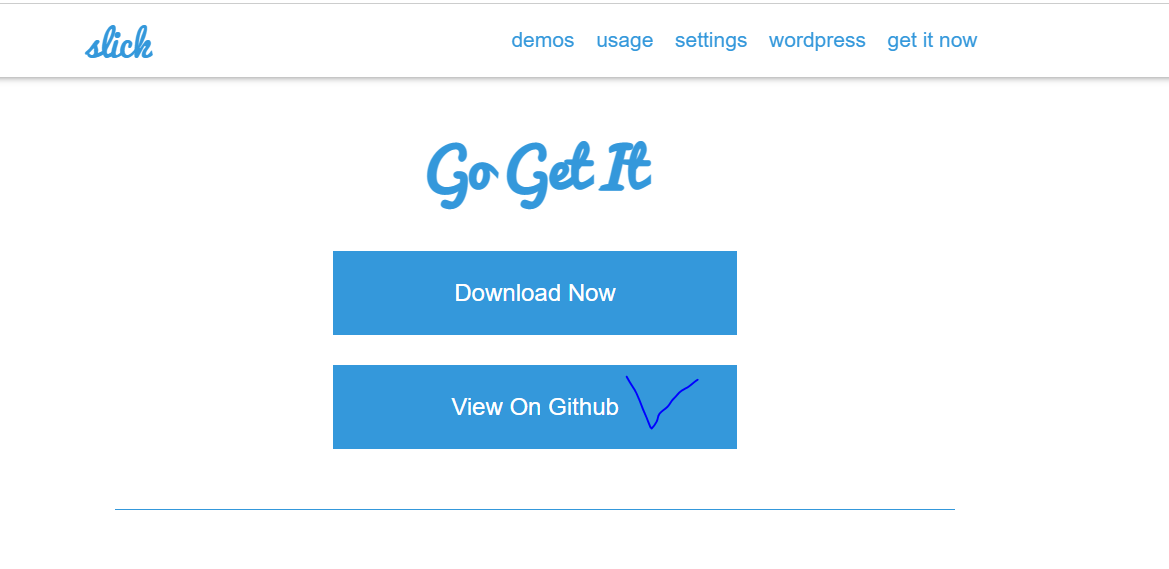 slick
demos usage settings wordpress get it now
Go Get It
Download Now
View On Github